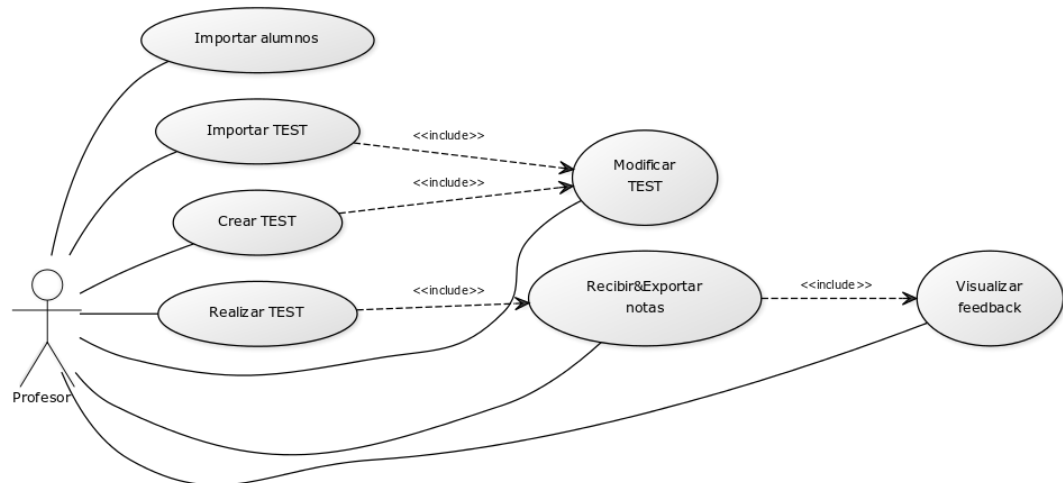 Importar alumnos
Importar TEST
<<include>>
Modificar
TEST
Crear TEST
<<include>>
Realizar TEST
<<include>>
Recibir&Exportar
notas
<<include>>
Visualizar
feedback
Profesor